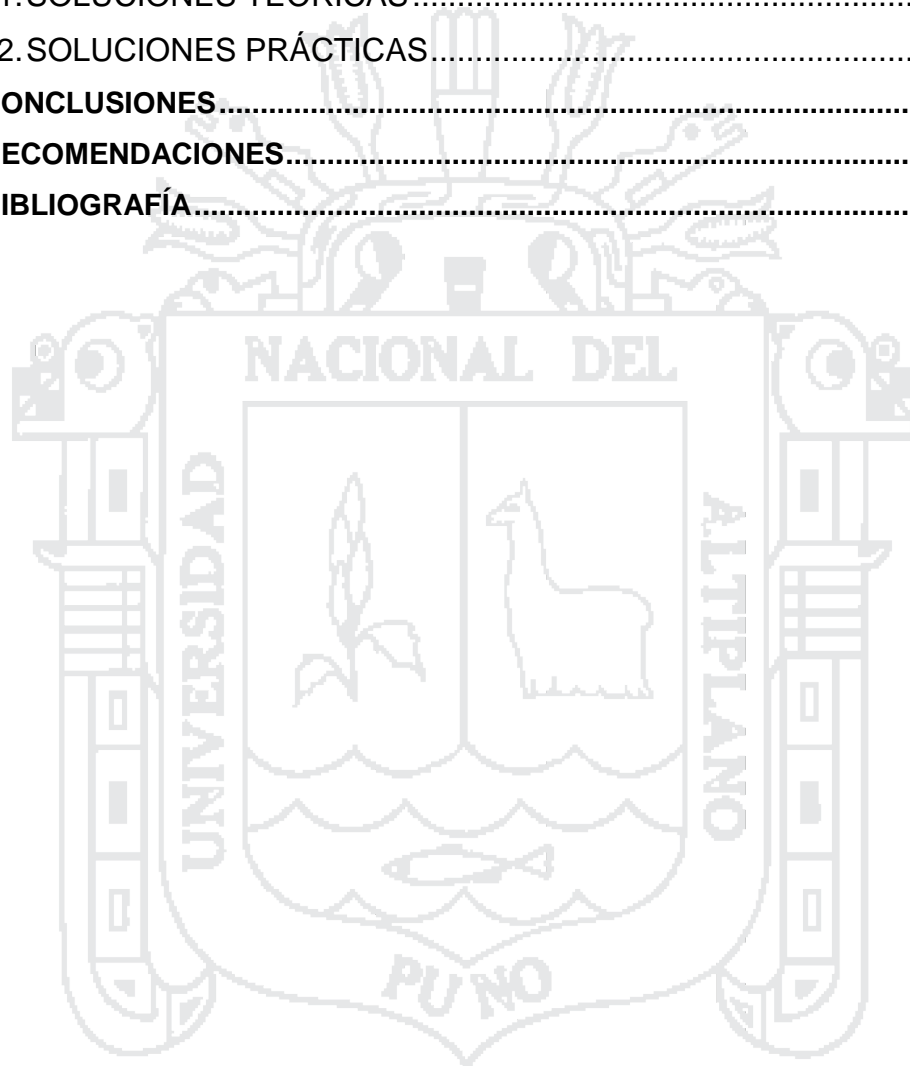 1. SOLUCIONES TEÓRICAS....................................................
2. SOLUCIONES PRÁCTICAS....................................................
ONCLUSIONES....................................................
ECOMENDACIONES....................................................
IBLIOGRAFÍA....................................................
NACIONAL DEL
UNIVERSIDAD
ALTIPLANO
PUNO